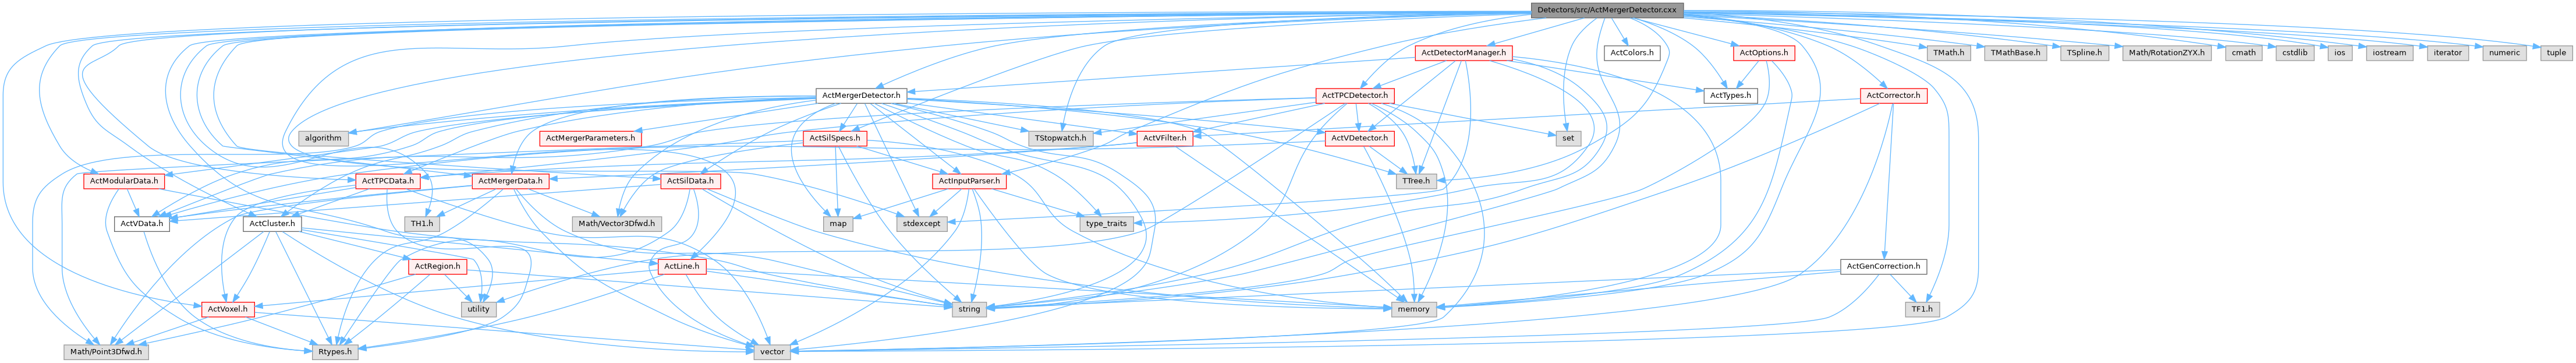 Detectors/src/ActMergerDetector.cxx
ActDetectorManager.h
ActColors.h
ActOptions.h
TMath.h
TMathBase.h
TSpline.h
Math/RotationZYX.h
cmath
cstdlib
ios
iostream
iterator
numeric
tuple
ActMergerDetector.h
ActTPCDetector.h
ActTypes.h
ActCorrector.h
algorithm
ActMergerParameters.h
ActSilSpecs.h
TStopwatch.h
ActVFilter.h
ActVDetector.h
set
ActModularData.h
ActTPCData.h
ActMergerData.h
ActSilData.h
ActInputParser.h
TTree.h
ActVData.h
ActCluster.h
TH1.h
Math/Vector3Dfwd.h
map
stdexcept
type_traits
ActRegion.h
ActLine.h
ActGenCorrection.h
ActVoxel.h
utility
string
memory
TF1.h
Math/Point3Dfwd.h
Rtypes.h
vector